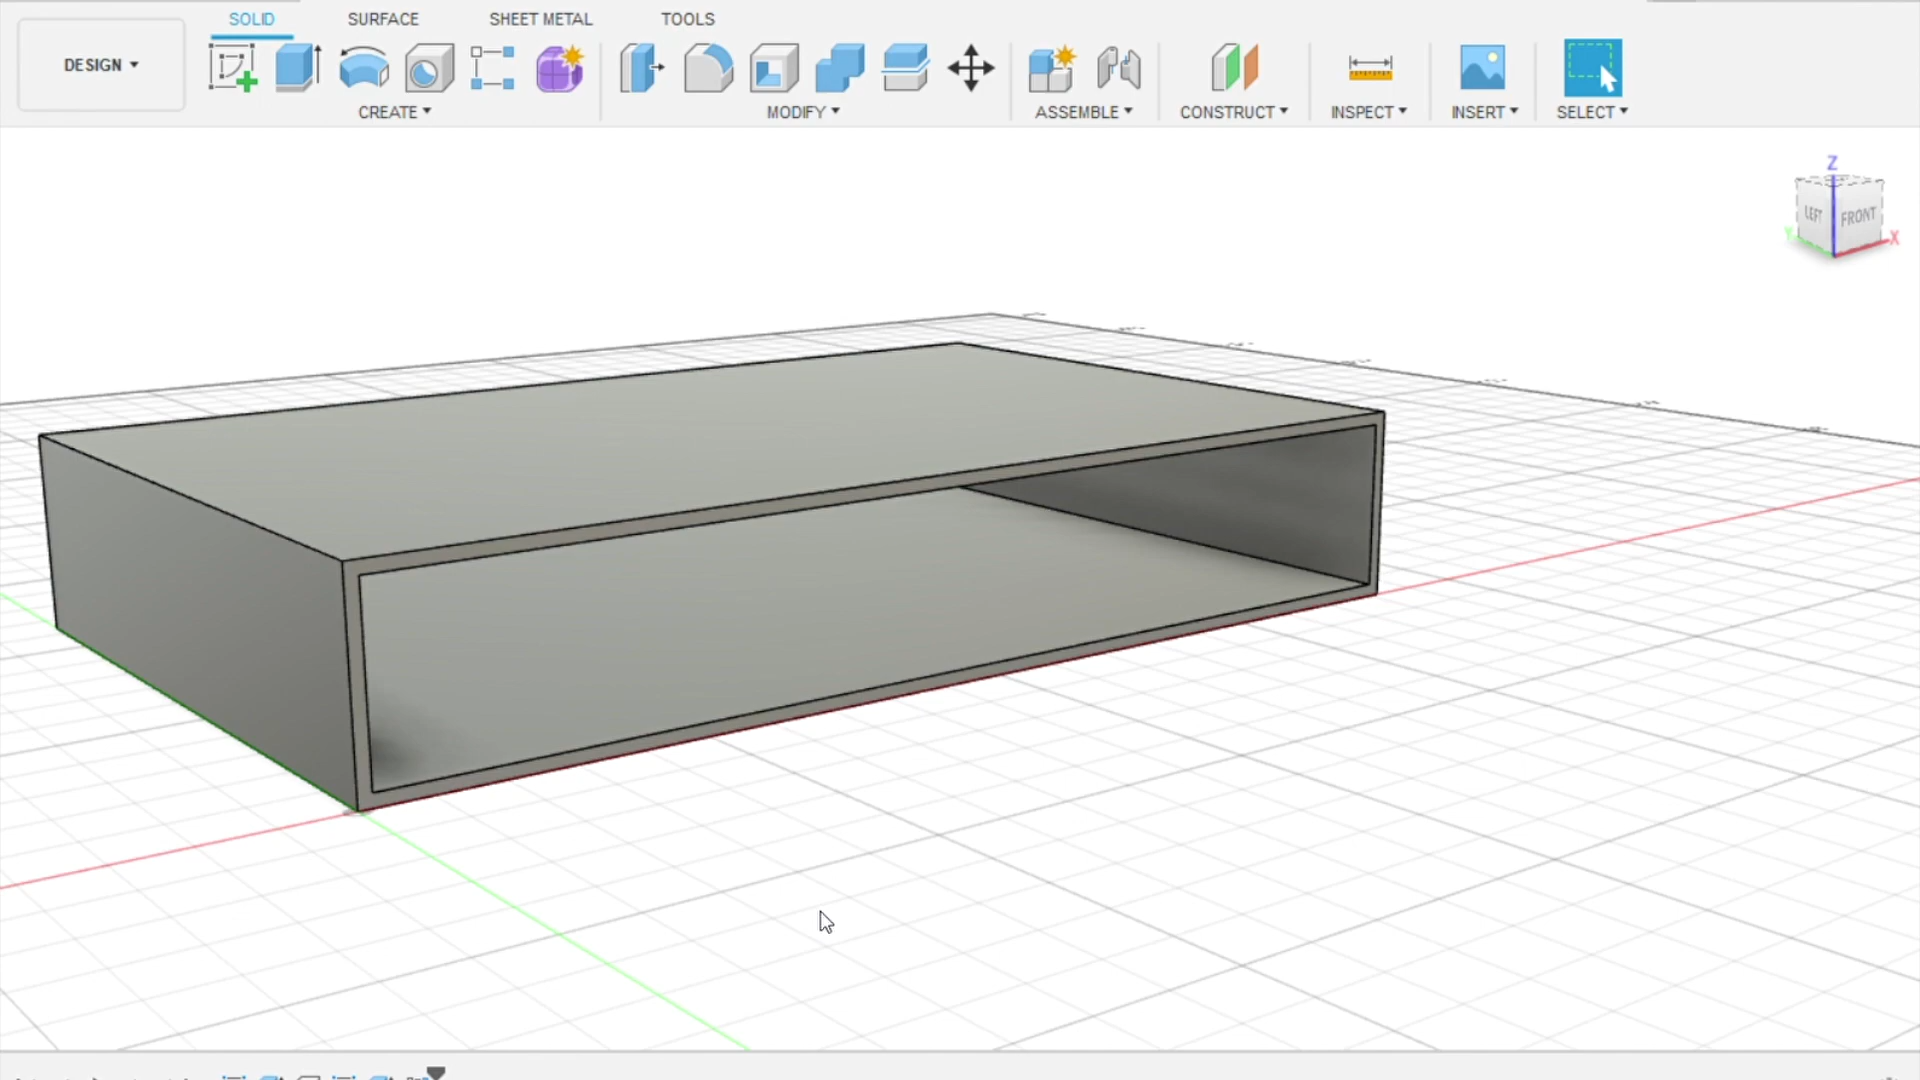 SOLID SURFACE SHEET METAL TOOLS
DESIGN
CREATE MODIFY ASSEMBLE CONSTRUCT INSPECT INSERT SELECT
Z
LEFT FRONT
Y X